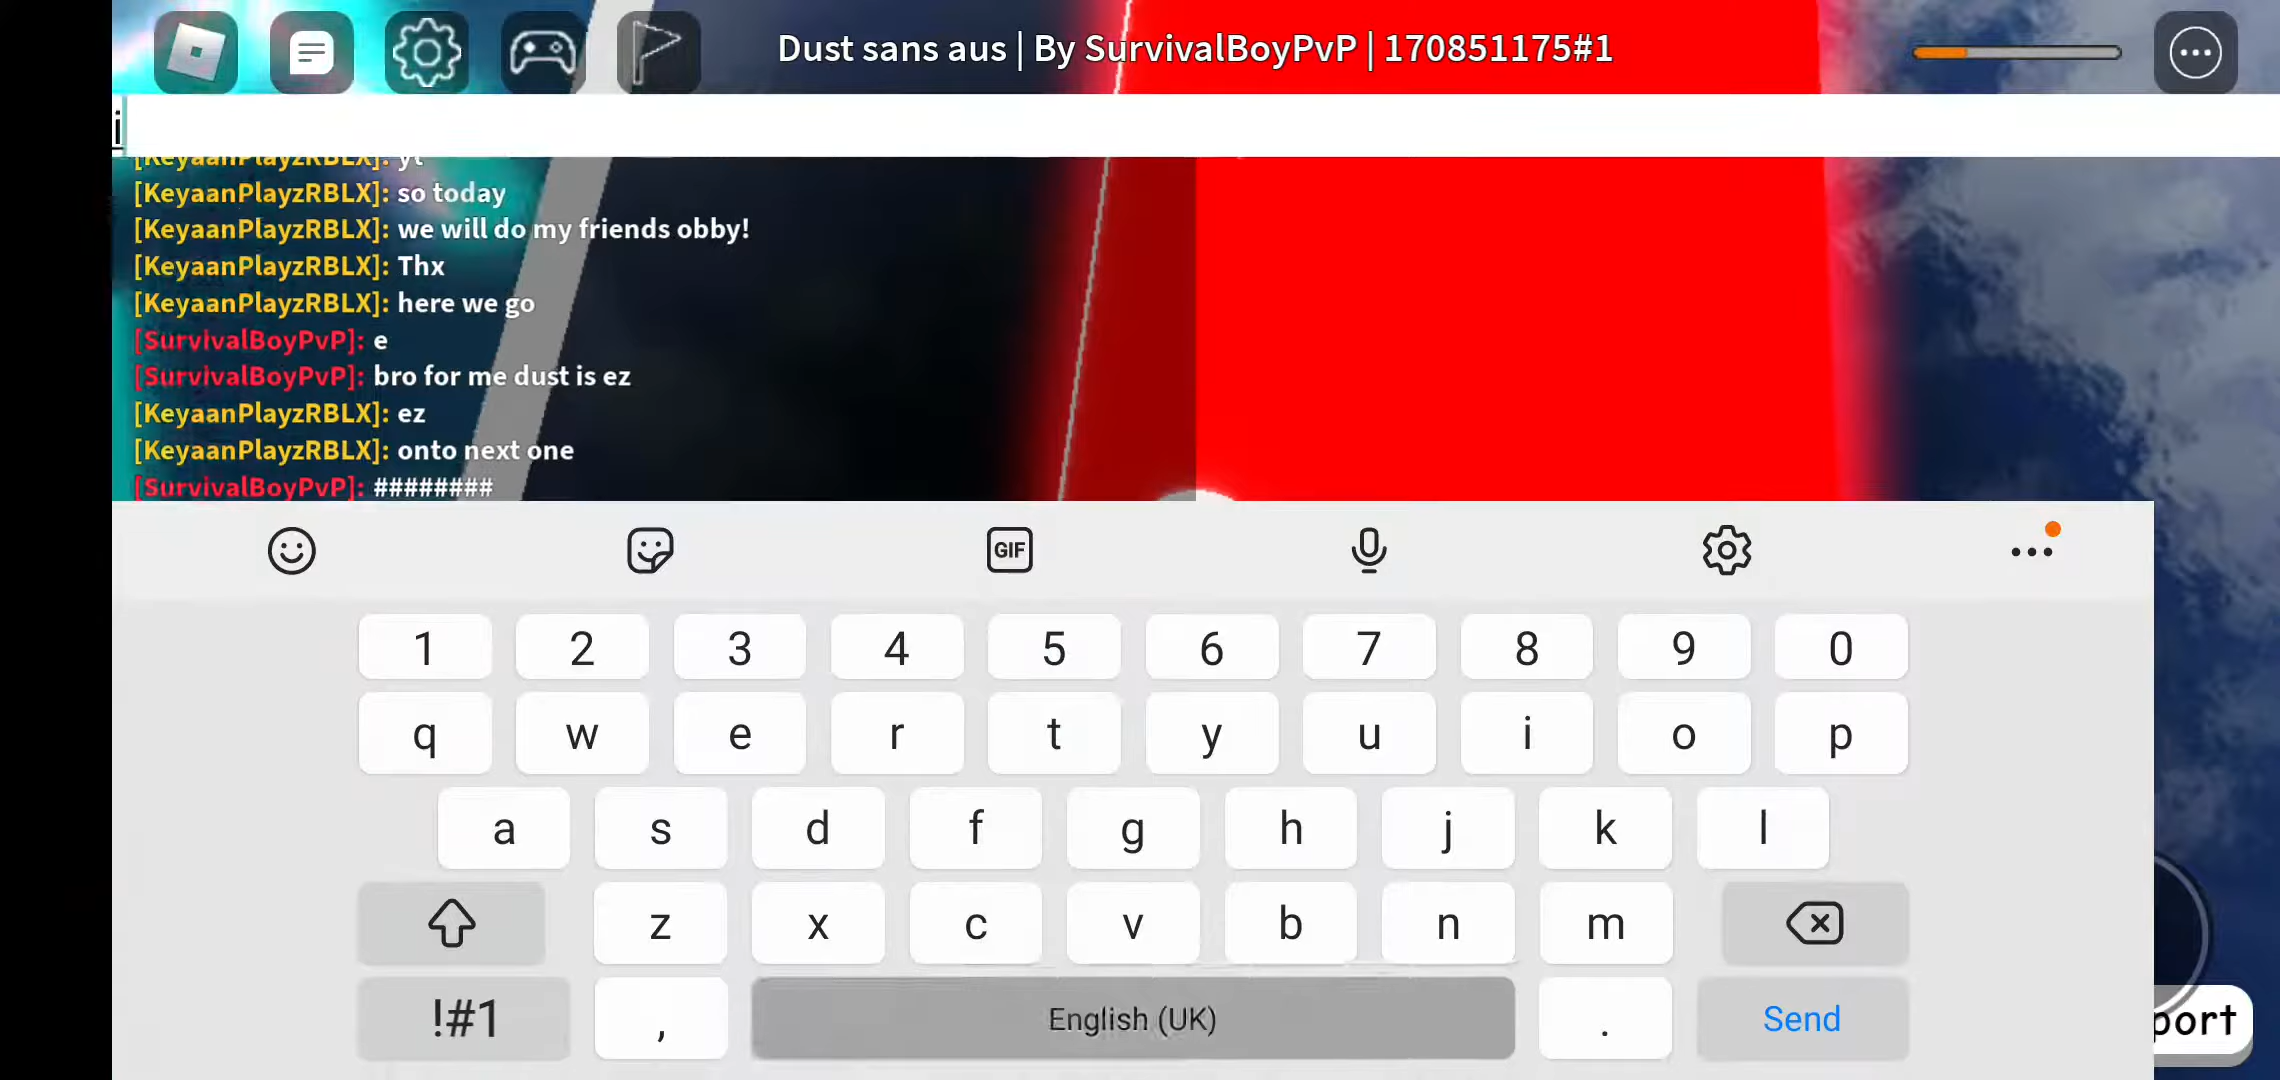 Dust sans aus | By SurvivalBoyPvP | 170851175#1
i
[KeyaanPlayzRBLX]: yt
[KeyaanPlayzRBLX]: so today
[KeyaanPlayzRBLX]: we will do my friends obby!
[KeyaanPlayzRBLX]: Thx
[KeyaanPlayzRBLX]: here we go
[SurvivalBoyPvP]: e
[SurvivalBoyPvP]: bro for me dust is ez
[KeyaanPlayzRBLX]: ez
[KeyaanPlayzRBLX]: onto next one
[SurvivalBoyPvP]: ########
GIF
1 2 3 4 5 6 7 8 9 0
q w e r t y u i o p
a s d f g h j k l
z x c v b n m
!#1 , English (UK) . Send
port